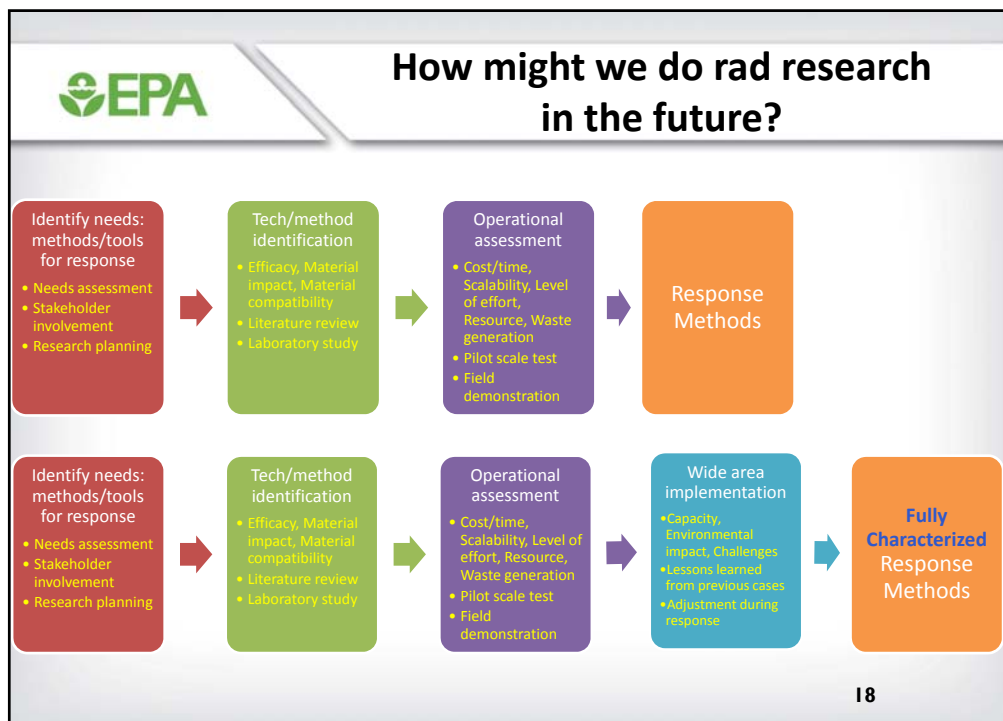 EPA
How might we do rad research
in the future?
Identify needs:
methods/tools
for response
• Needs assessment
• Stakeholder
involvement
• Research planning
Tech/method
identification
• Efficacy, Material
impact, Material
compatibility
• Literature review
• Laboratory study
Operational
assessment
• Cost/time,
Scalability, Level
of effort,
Resource, Waste
generation
• Pilot scale test
• Field
demonstration
Response
Methods
Identify needs:
methods/tools
for response
• Needs assessment
• Stakeholder
involvement
• Research planning
Tech/method
identification
• Efficacy, Material
impact, Material
compatibility
• Literature review
• Laboratory study
Operational
assessment
• Cost/time,
Scalability, Level of
effort, Resource,
Waste generation
• Pilot scale test
• Field
demonstration
Wide area
implementation
•Capacity,
Environmental
impact, Challenges
•Lessons learned
from previous cases
•Adjustment during
response
Fully
Characterized
Response
Methods
18